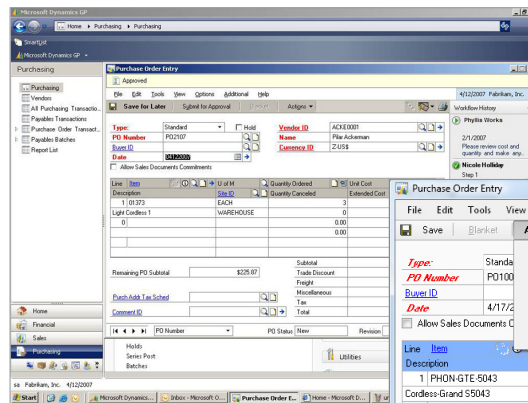 Microsoft Dynamics GP
Home ▸ Purchasing ▸ Purchasing
SmartList
Microsoft Dynamics GP
Purchasing
Purchasing
Vendors
All Purchasing Transactio...
Payables Transactions
Purchase Order Transact...
Payables Batches
Report List
Home
Financial
Sales
Purchasing
Purchase Order Entry
Approved
File Edit Tools View Options Additional Help
4/12/2007 Fabrikam, Inc.
Save for Later Submit for Approval Blanket Actions
Workflow History
Type: Standard Hold Vendor ID ACKE0001
PO Number PO2107 Name Pilar Ackerman
Buyer ID Currency ID Z-US$
Date 04122007
Allow Sales Documents Commitments
Phyllis Works
2/1/2007
Please review cost and
quantity and make any..
Nicole Holliday
Step 1
Line Item U of M Quantity Ordered Unit Cost
Description Site ID Quantity Canceled Extended Cost
1 01373 EACH 3
Light Cordless 1 WAREHOUSE 0
0 0.00
0.00
Remaining PO Subtotal $225.87
Subtotal
Trade Discount
Freight
Miscellaneous
Tax
Total
Purch Addr Tax Sched
Comment ID
PO Number PO Status New Revision
Holds
Series Post
Batches
Utilities
Purchase Order Entry
File Edit Tools View
Save Blanket A
Type: Standa
PO Number PO100
Buyer ID
Date 4/17/2
Allow Sales Documents C
Line Item
Description
1 PHON-GTE-5043
Cordless-Grand S5043
sa Fabrikam, Inc. 4/12/2007
Start Microsoft Dynamics... Inbox - Microsoft O... Purchase Order E... Home - Microsoft D...